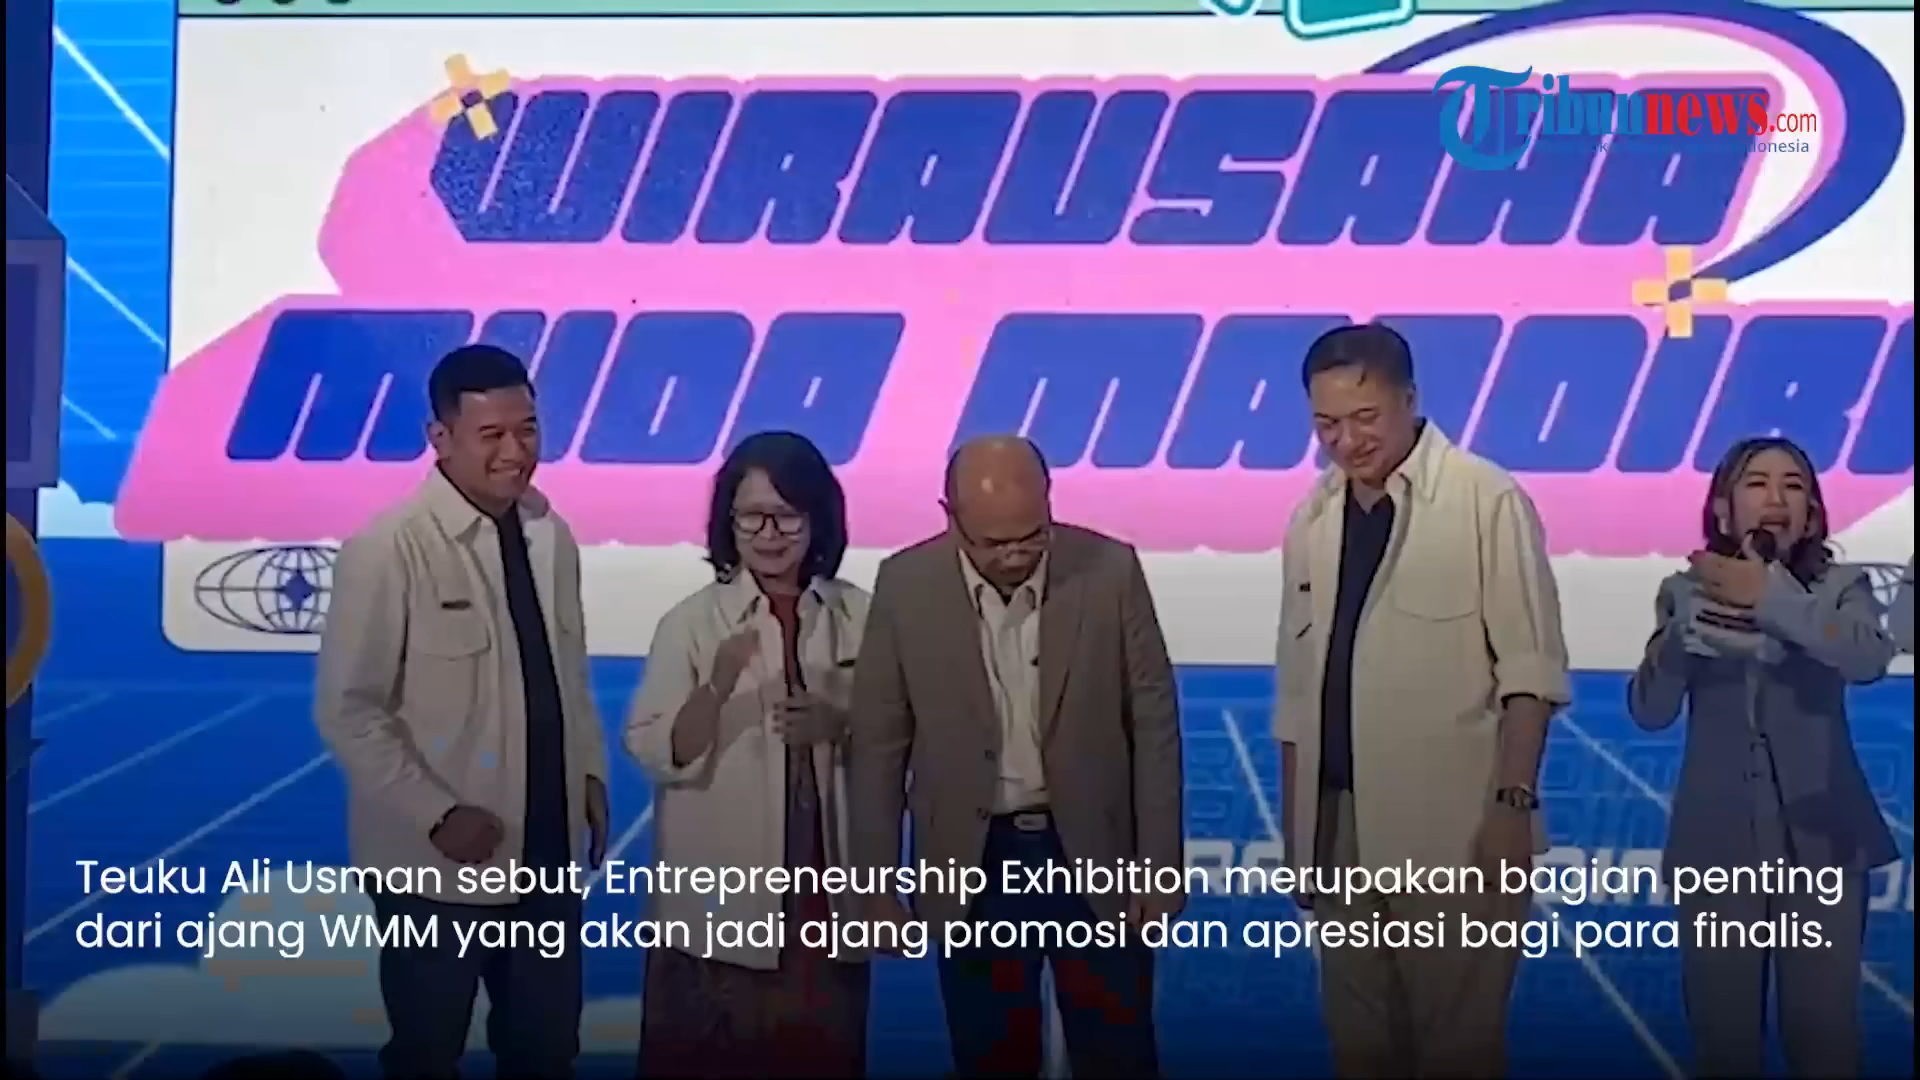 Tribunnews.com
WIRAUSAHA
MUDA MANDIRI
Teuku Ali Usman sebut, Entrepreneurship Exhibition merupakan bagian penting
dari ajang WMM yang akan jadi ajang promosi dan apresiasi bagi para finalis.